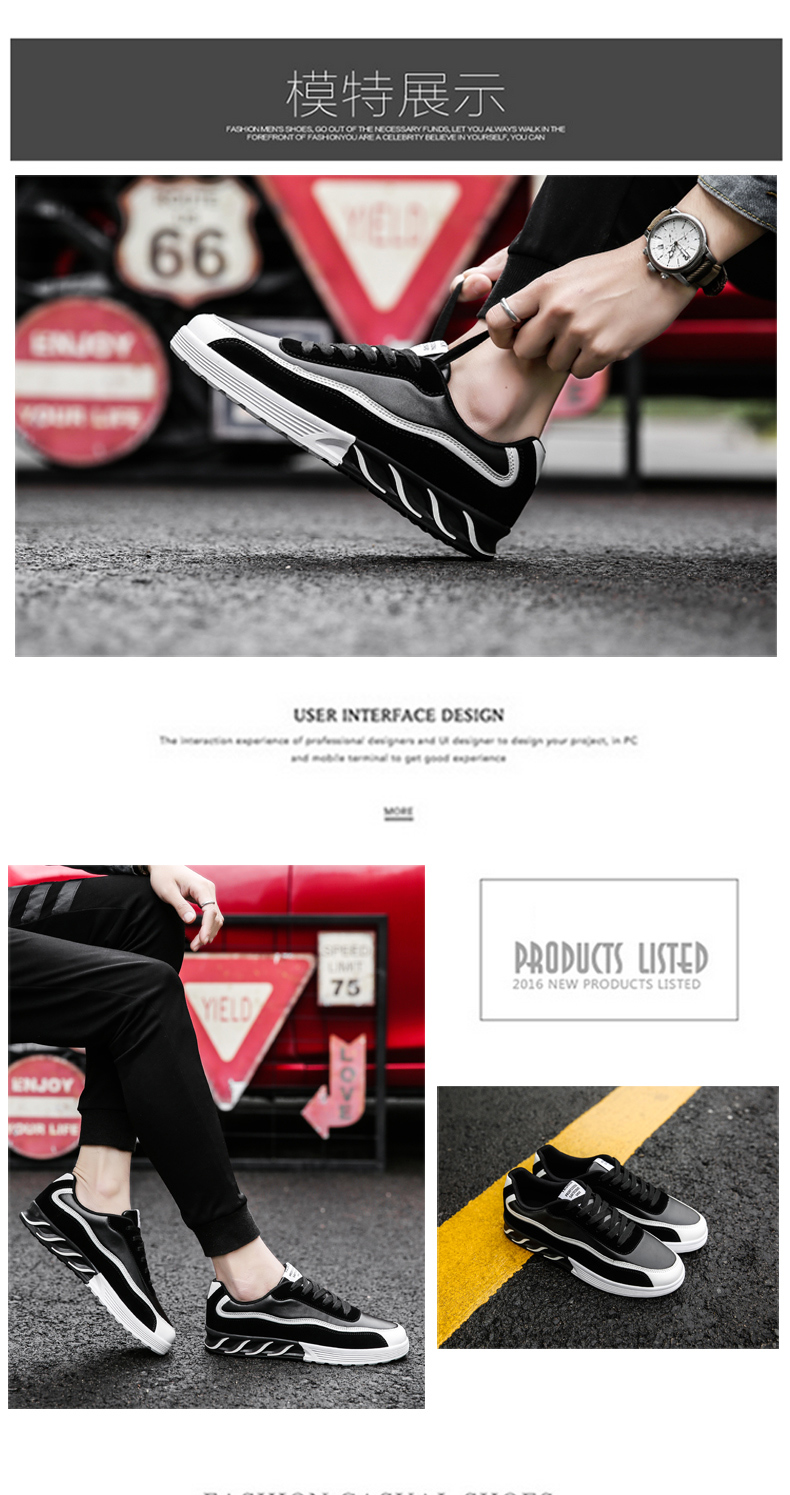 模特展示
FASHION MEN'S SHOES, GO OUT OF THE NECESSARY FUNDS, LET YOU ALWAYS WALK IN THE
FOREFRONT OF FASHIONYOU ARE A CELEBRITY BELIEVE IN YOURSELF, YOU CAN
ROUTE
66
YIELD
ENJOY
YOUR LIFE
USER INTERFACE DESIGN
The interaction experience of professional designers and UI designer to design your project, in PC
and mobile terminal to get good experience
MORE
SPEED
LIMIT
75
YIELD
LOVE
ENJOY
YOUR LIFE
PRODUCTS LISTED
2016 NEW PRODUCTS LISTED
FASHION CASUAL SHOES